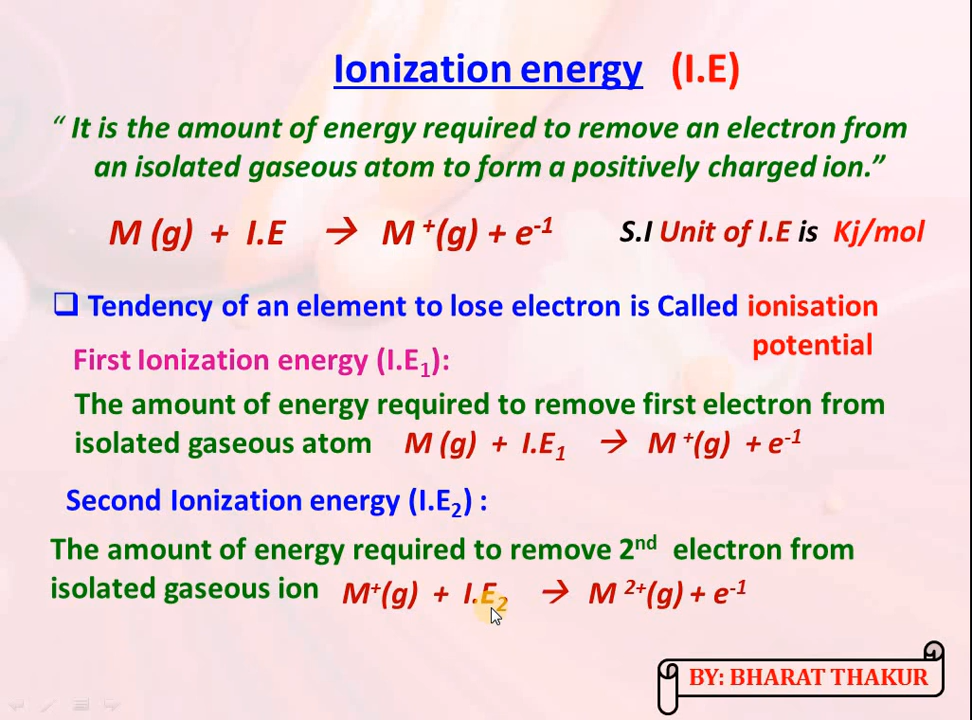 Ionization energy (I.E)
“ It is the amount of energy required to remove an electron from
an isolated gaseous atom to form a positively charged ion.”
M (g) + I.E → M⁺(g) + e⁻¹ S.I Unit of I.E is Kj/mol
❑ Tendency of an element to lose electron is Called ionisation
potential
First Ionization energy (I.E₁):
The amount of energy required to remove first electron from
isolated gaseous atom M (g) + I.E₁ → M⁺(g) + e⁻¹
Second Ionization energy (I.E₂) :
The amount of energy required to remove 2ⁿᵈ electron from
isolated gaseous ion M⁺(g) + I.E₂ → M²⁺(g) + e⁻¹
BY: BHARAT THAKUR